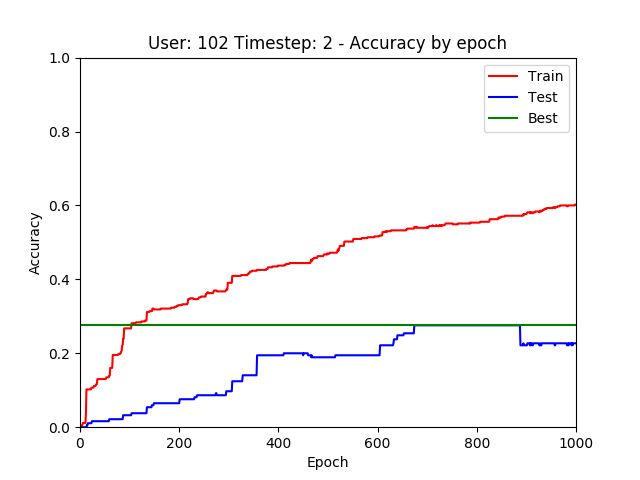 User: 102 Timestep: 2 - Accuracy by epoch
1.0
Train
Test
Best
0.8
0.6
Accuracy
0.4
0.2
0.0
0 200 400 600 800 1000
Epoch